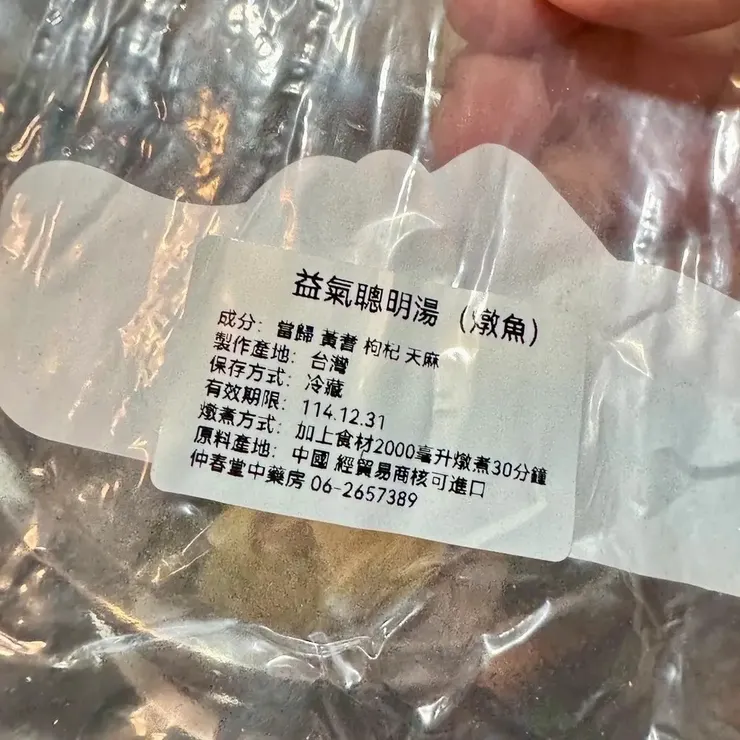 益氣聰明湯 (燉魚)
成分: 當歸 黃耆 枸杞 天麻
製作產地: 台灣
保存方式: 冷藏
有效期限: 114.12.31
燉煮方式: 加上食材2000毫升燉煮30分鐘
原料產地: 中國 經貿易商核可進口
仲春堂中藥房 06-2657389